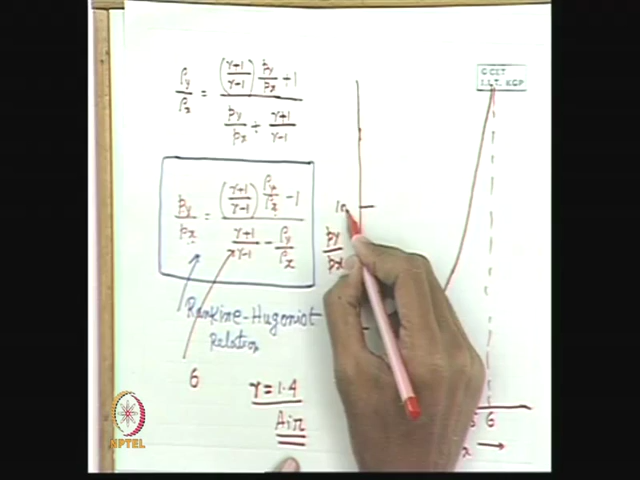 ρy/ρx = ((γ+1)/(γ-1) py/px + 1) / (py/px + (γ+1)/(γ-1))
py/px = ((γ+1)/(γ-1) ρy/ρx - 1) / ((γ+1)/(γ-1) - ρy/ρx)
Rankine-Hugoniot
Relation
6
γ = 1.4
Air
10
py/px
6
x →
CET
I.I.T. KGP
NPTEL